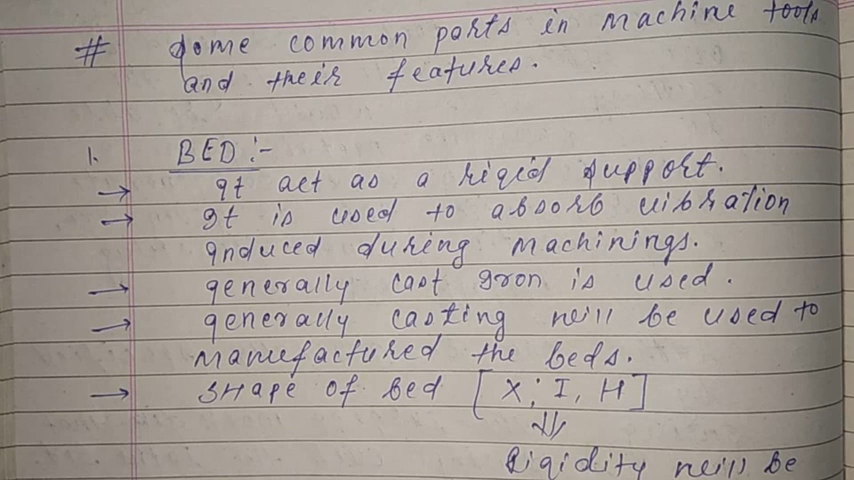 # Some common parts in machine tools
and their features.
1. BED :-
→ It act as a rigid support.
→ It is used to absorb vibration
Induced during machinings.
→ generally cast Iron is used.
→ generally casting will be used to
manufactured the beds.
→ Shape of bed [X, I, H]
⇓
Rigidity will be